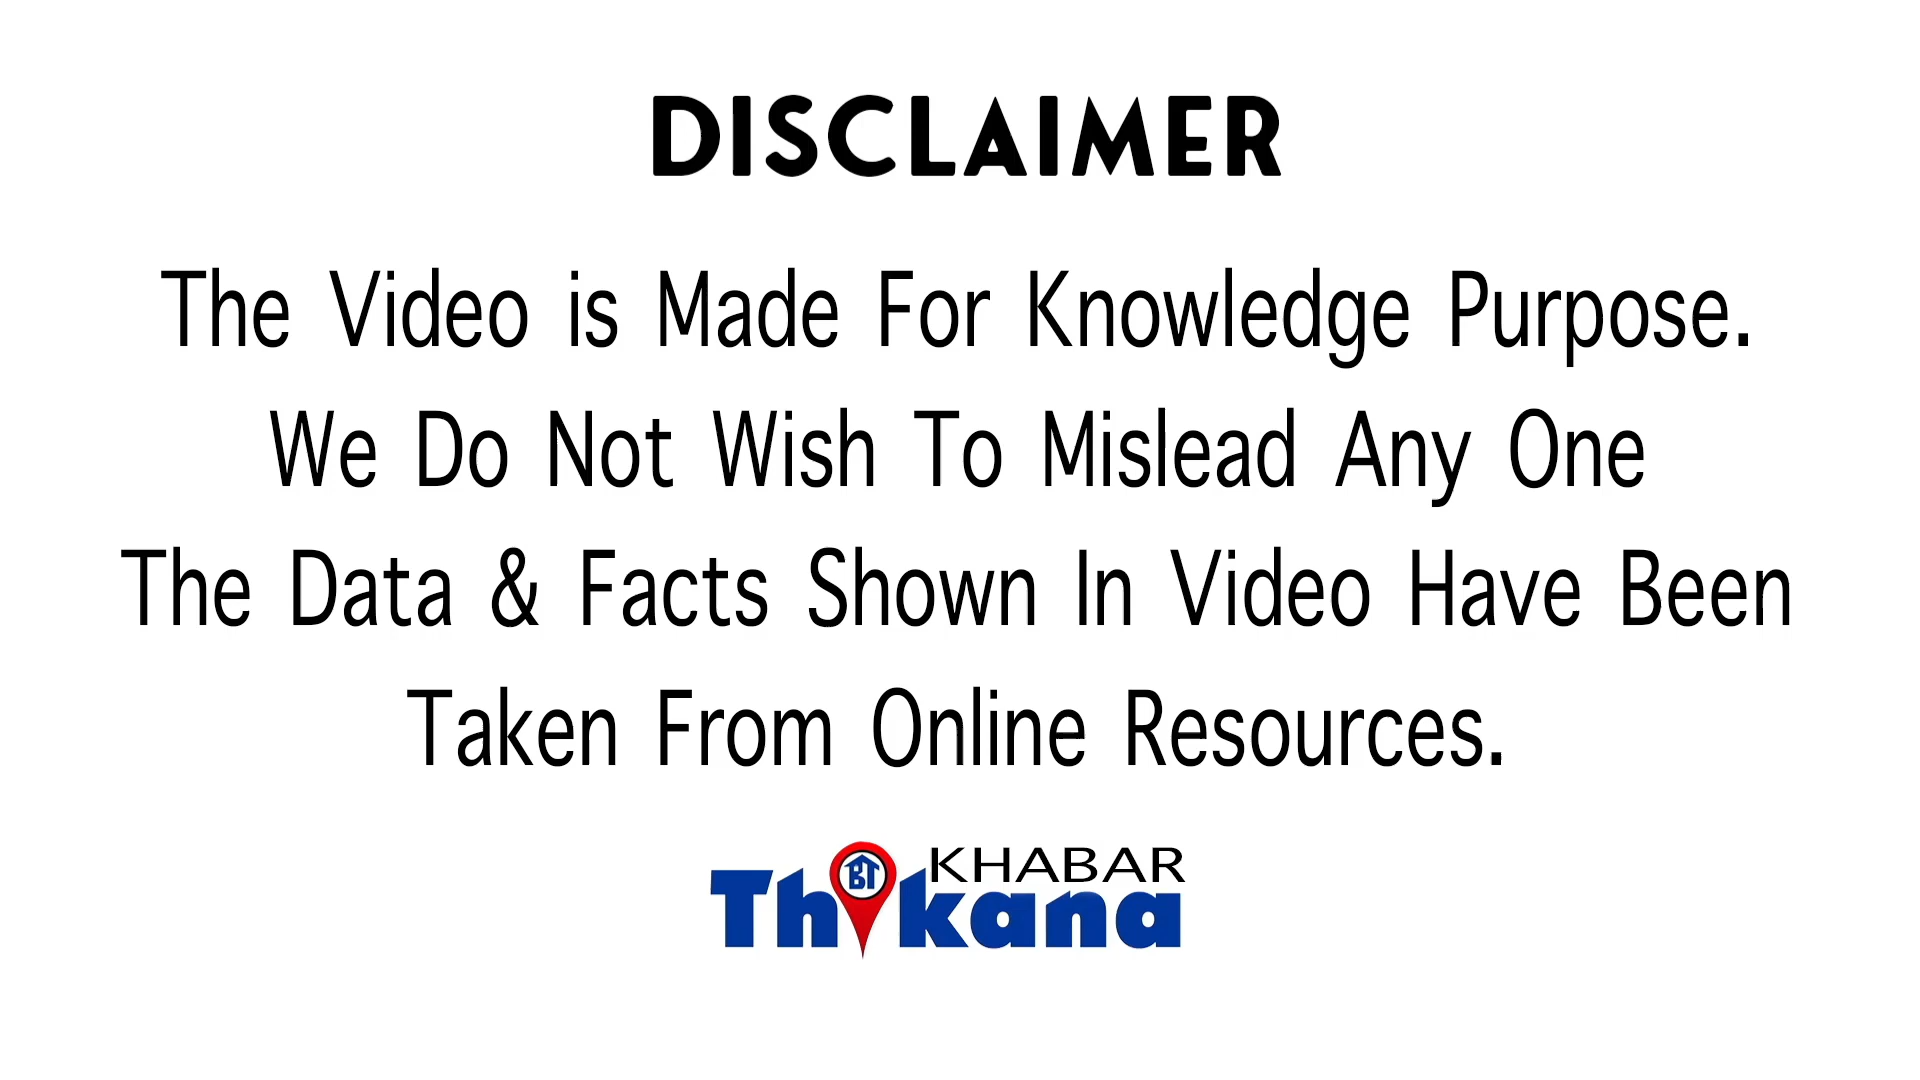 DISCLAIMER
The Video is Made For Knowledge Purpose.
We Do Not Wish To Mislead Any One
The Data & Facts Shown In Video Have Been
Taken From Online Resources.
KHABAR
BT
Thikana